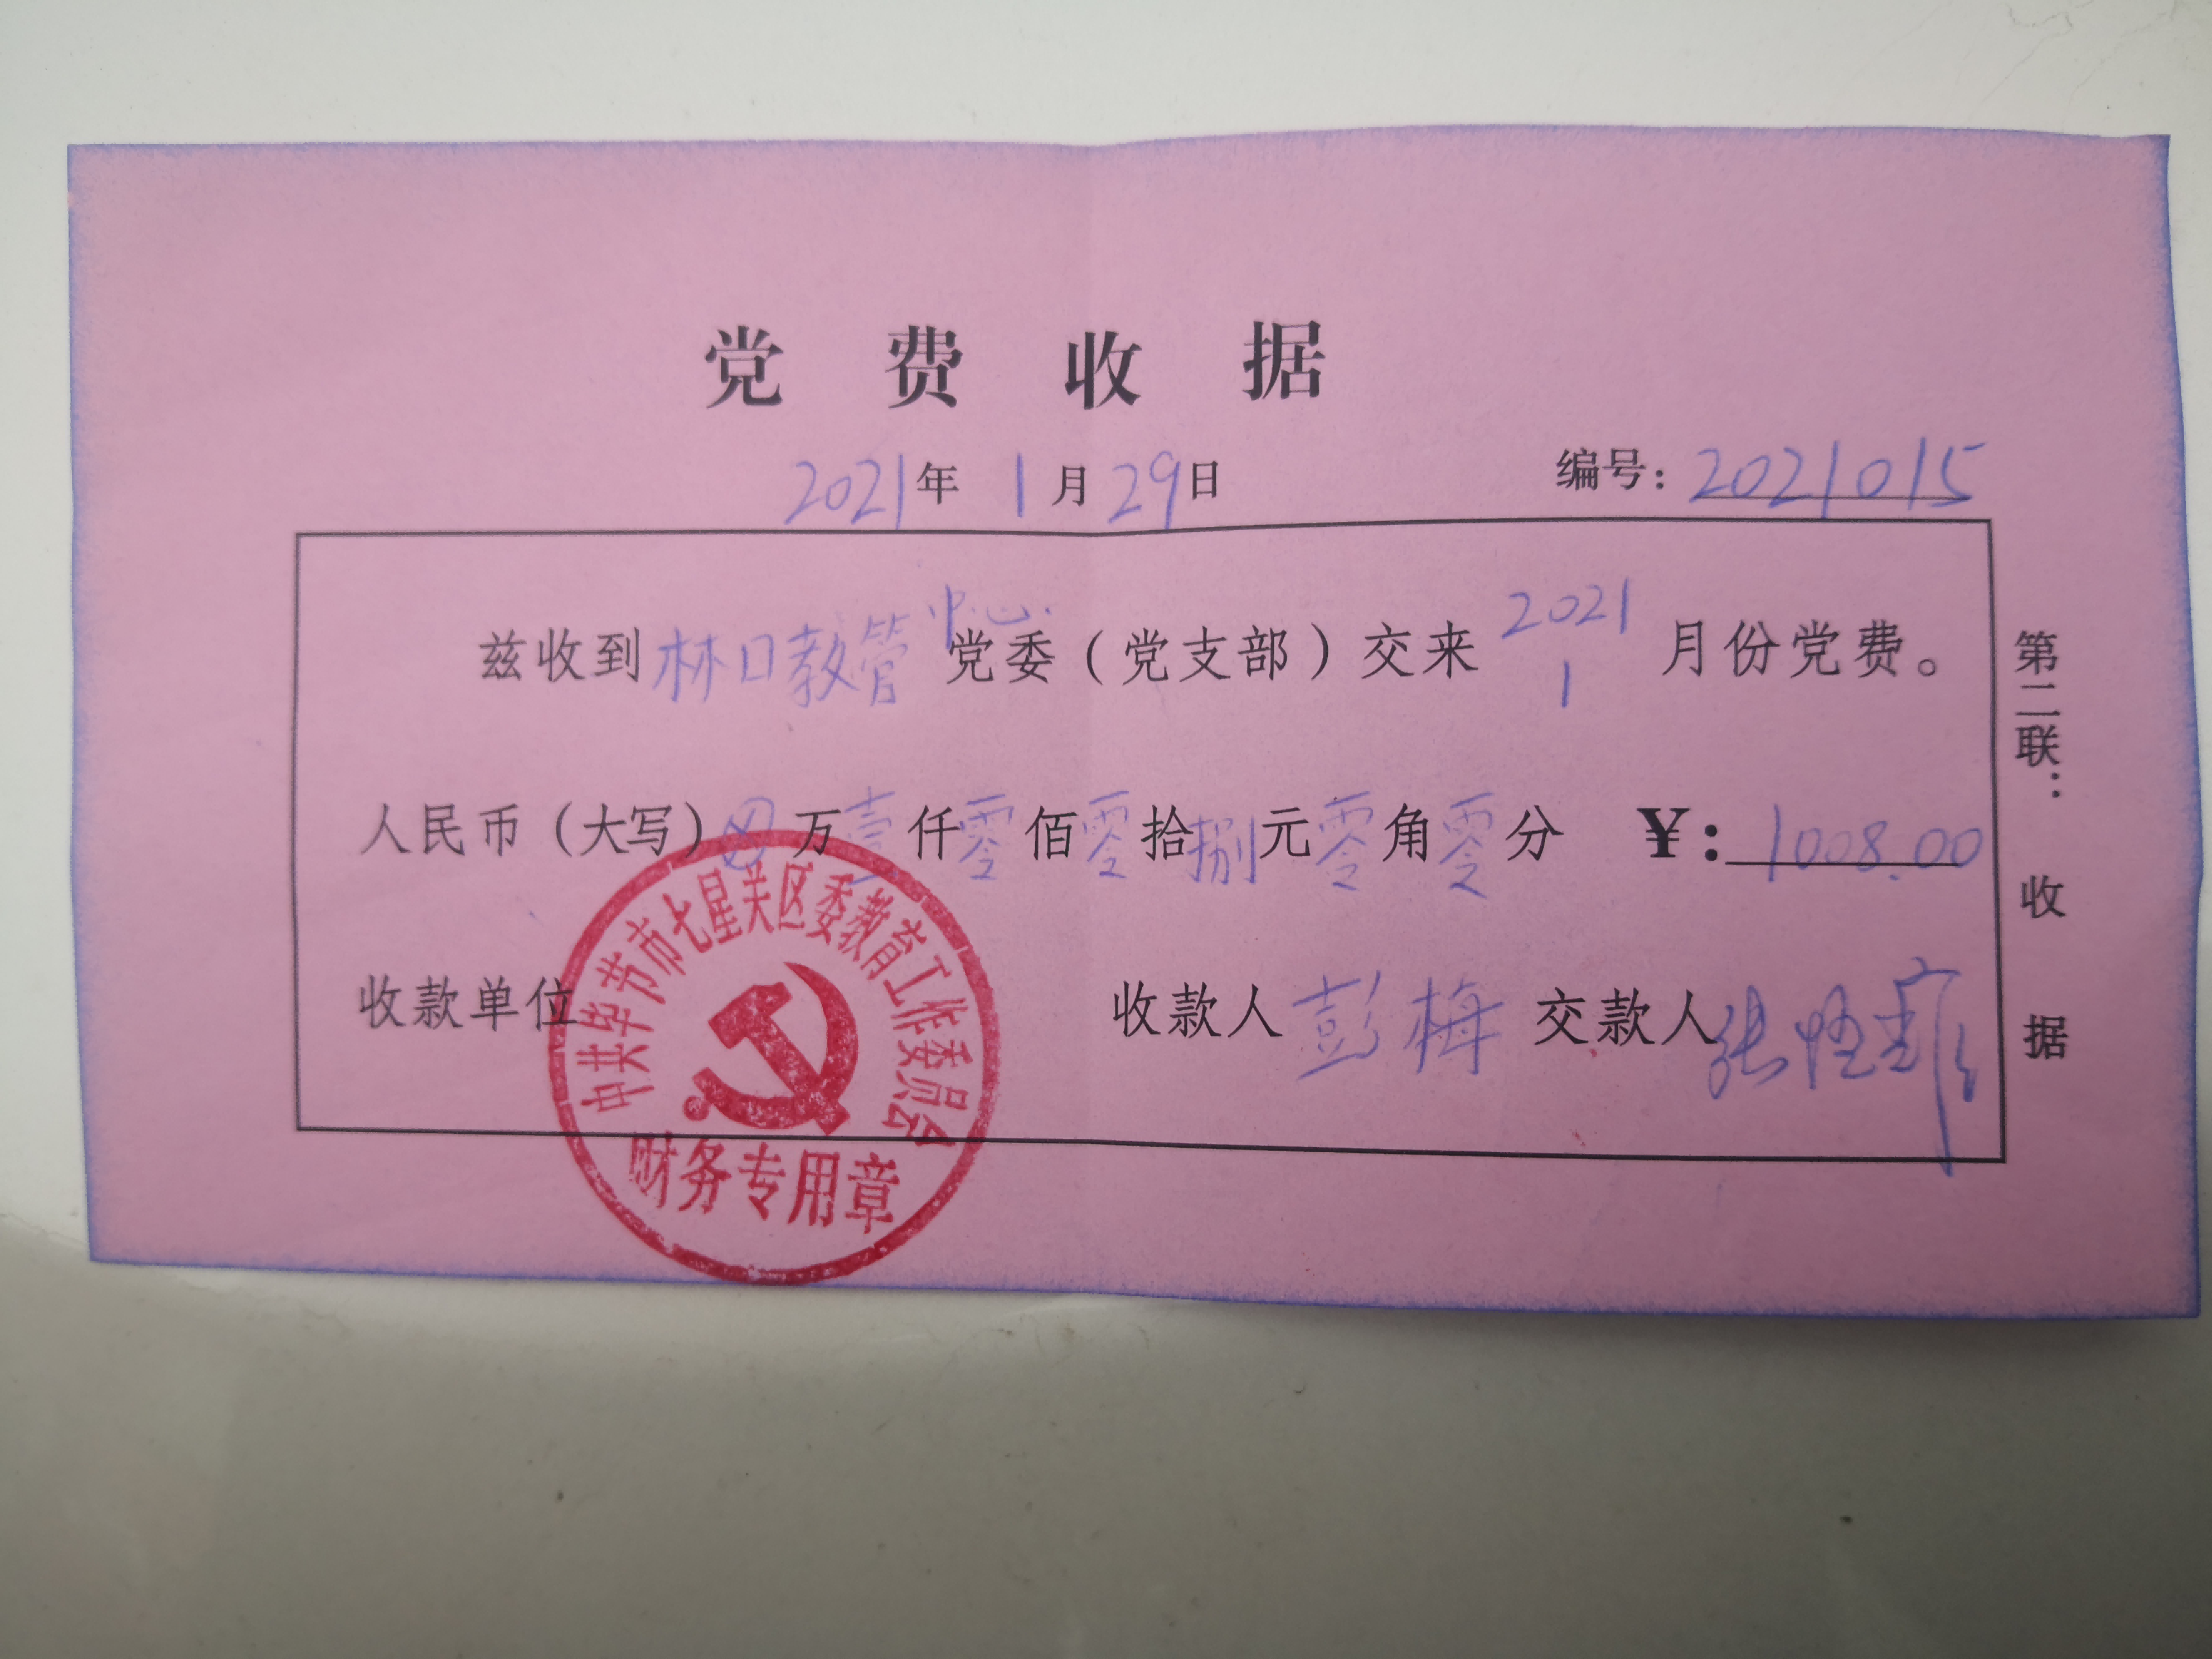 党费收据
2021年1月29日 编号：2021015
兹收到林口教管中心党委（党支部）交来2021 1月份党费。
人民币（大写）⊗万壹仟零佰零拾捌元零角零分 ¥：1008.00
收款单位 收款人彭梅 交款人张
中共毕节市七星关区委教育工作委员会
财务专用章
第二联：收据